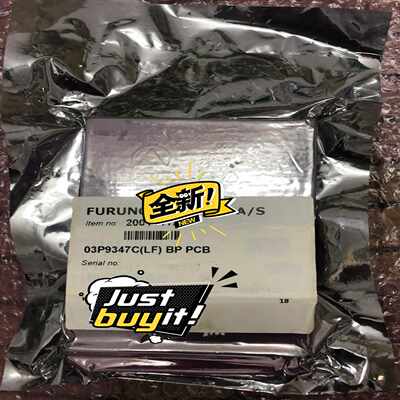 全新!
NEW
FURUNO A/S
Item no: 200
03P9347C(LF) BP PCB
Serial no:
Just
buy it!
18